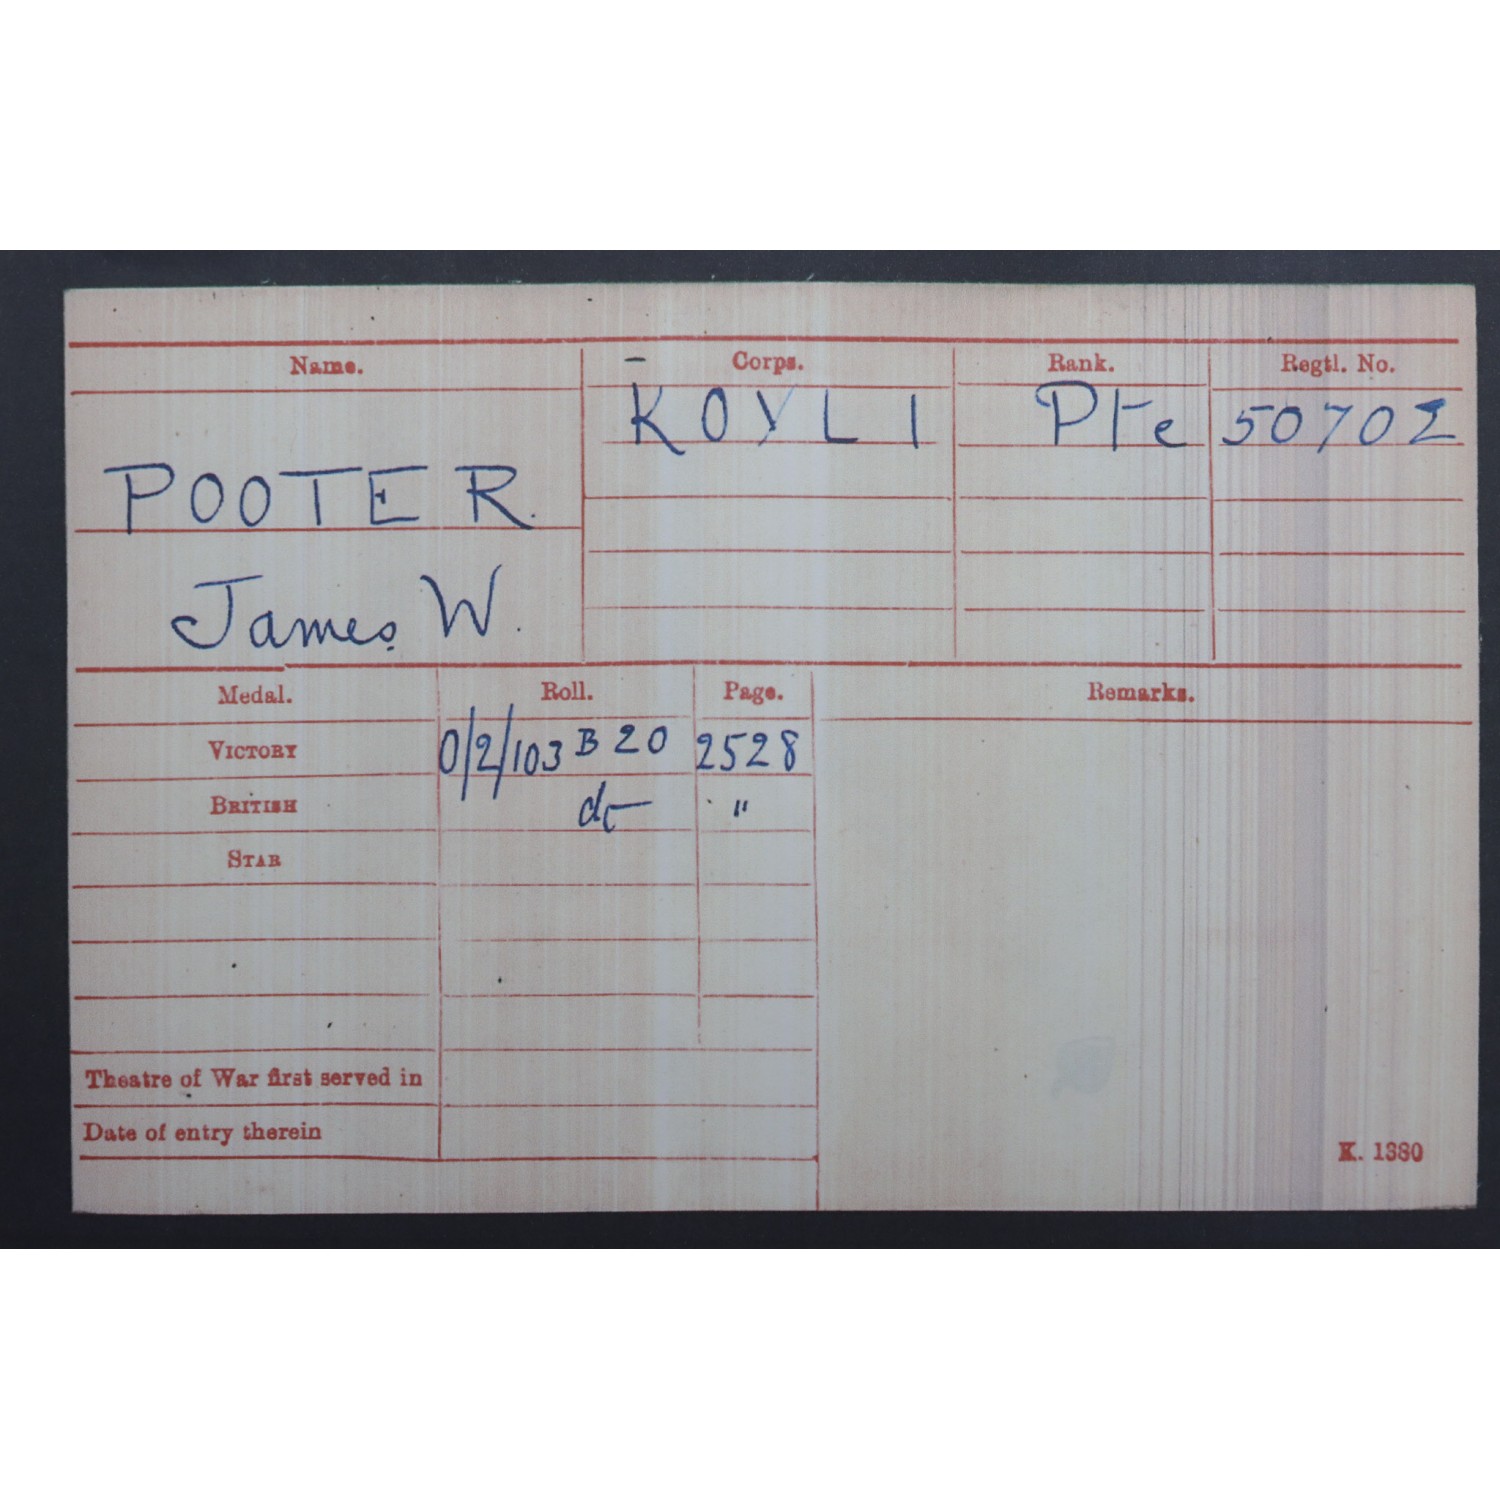 Name. Corps. Rank. Regtl. No.
KOYLI Pte 50702
POOTER.
James W.
Medal. Roll. Page. Remarks.
VICTORY 0/2/103 B 20 2528
BRITISH do "
STAR
Theatre of War first served in
Date of entry therein
K. 1380